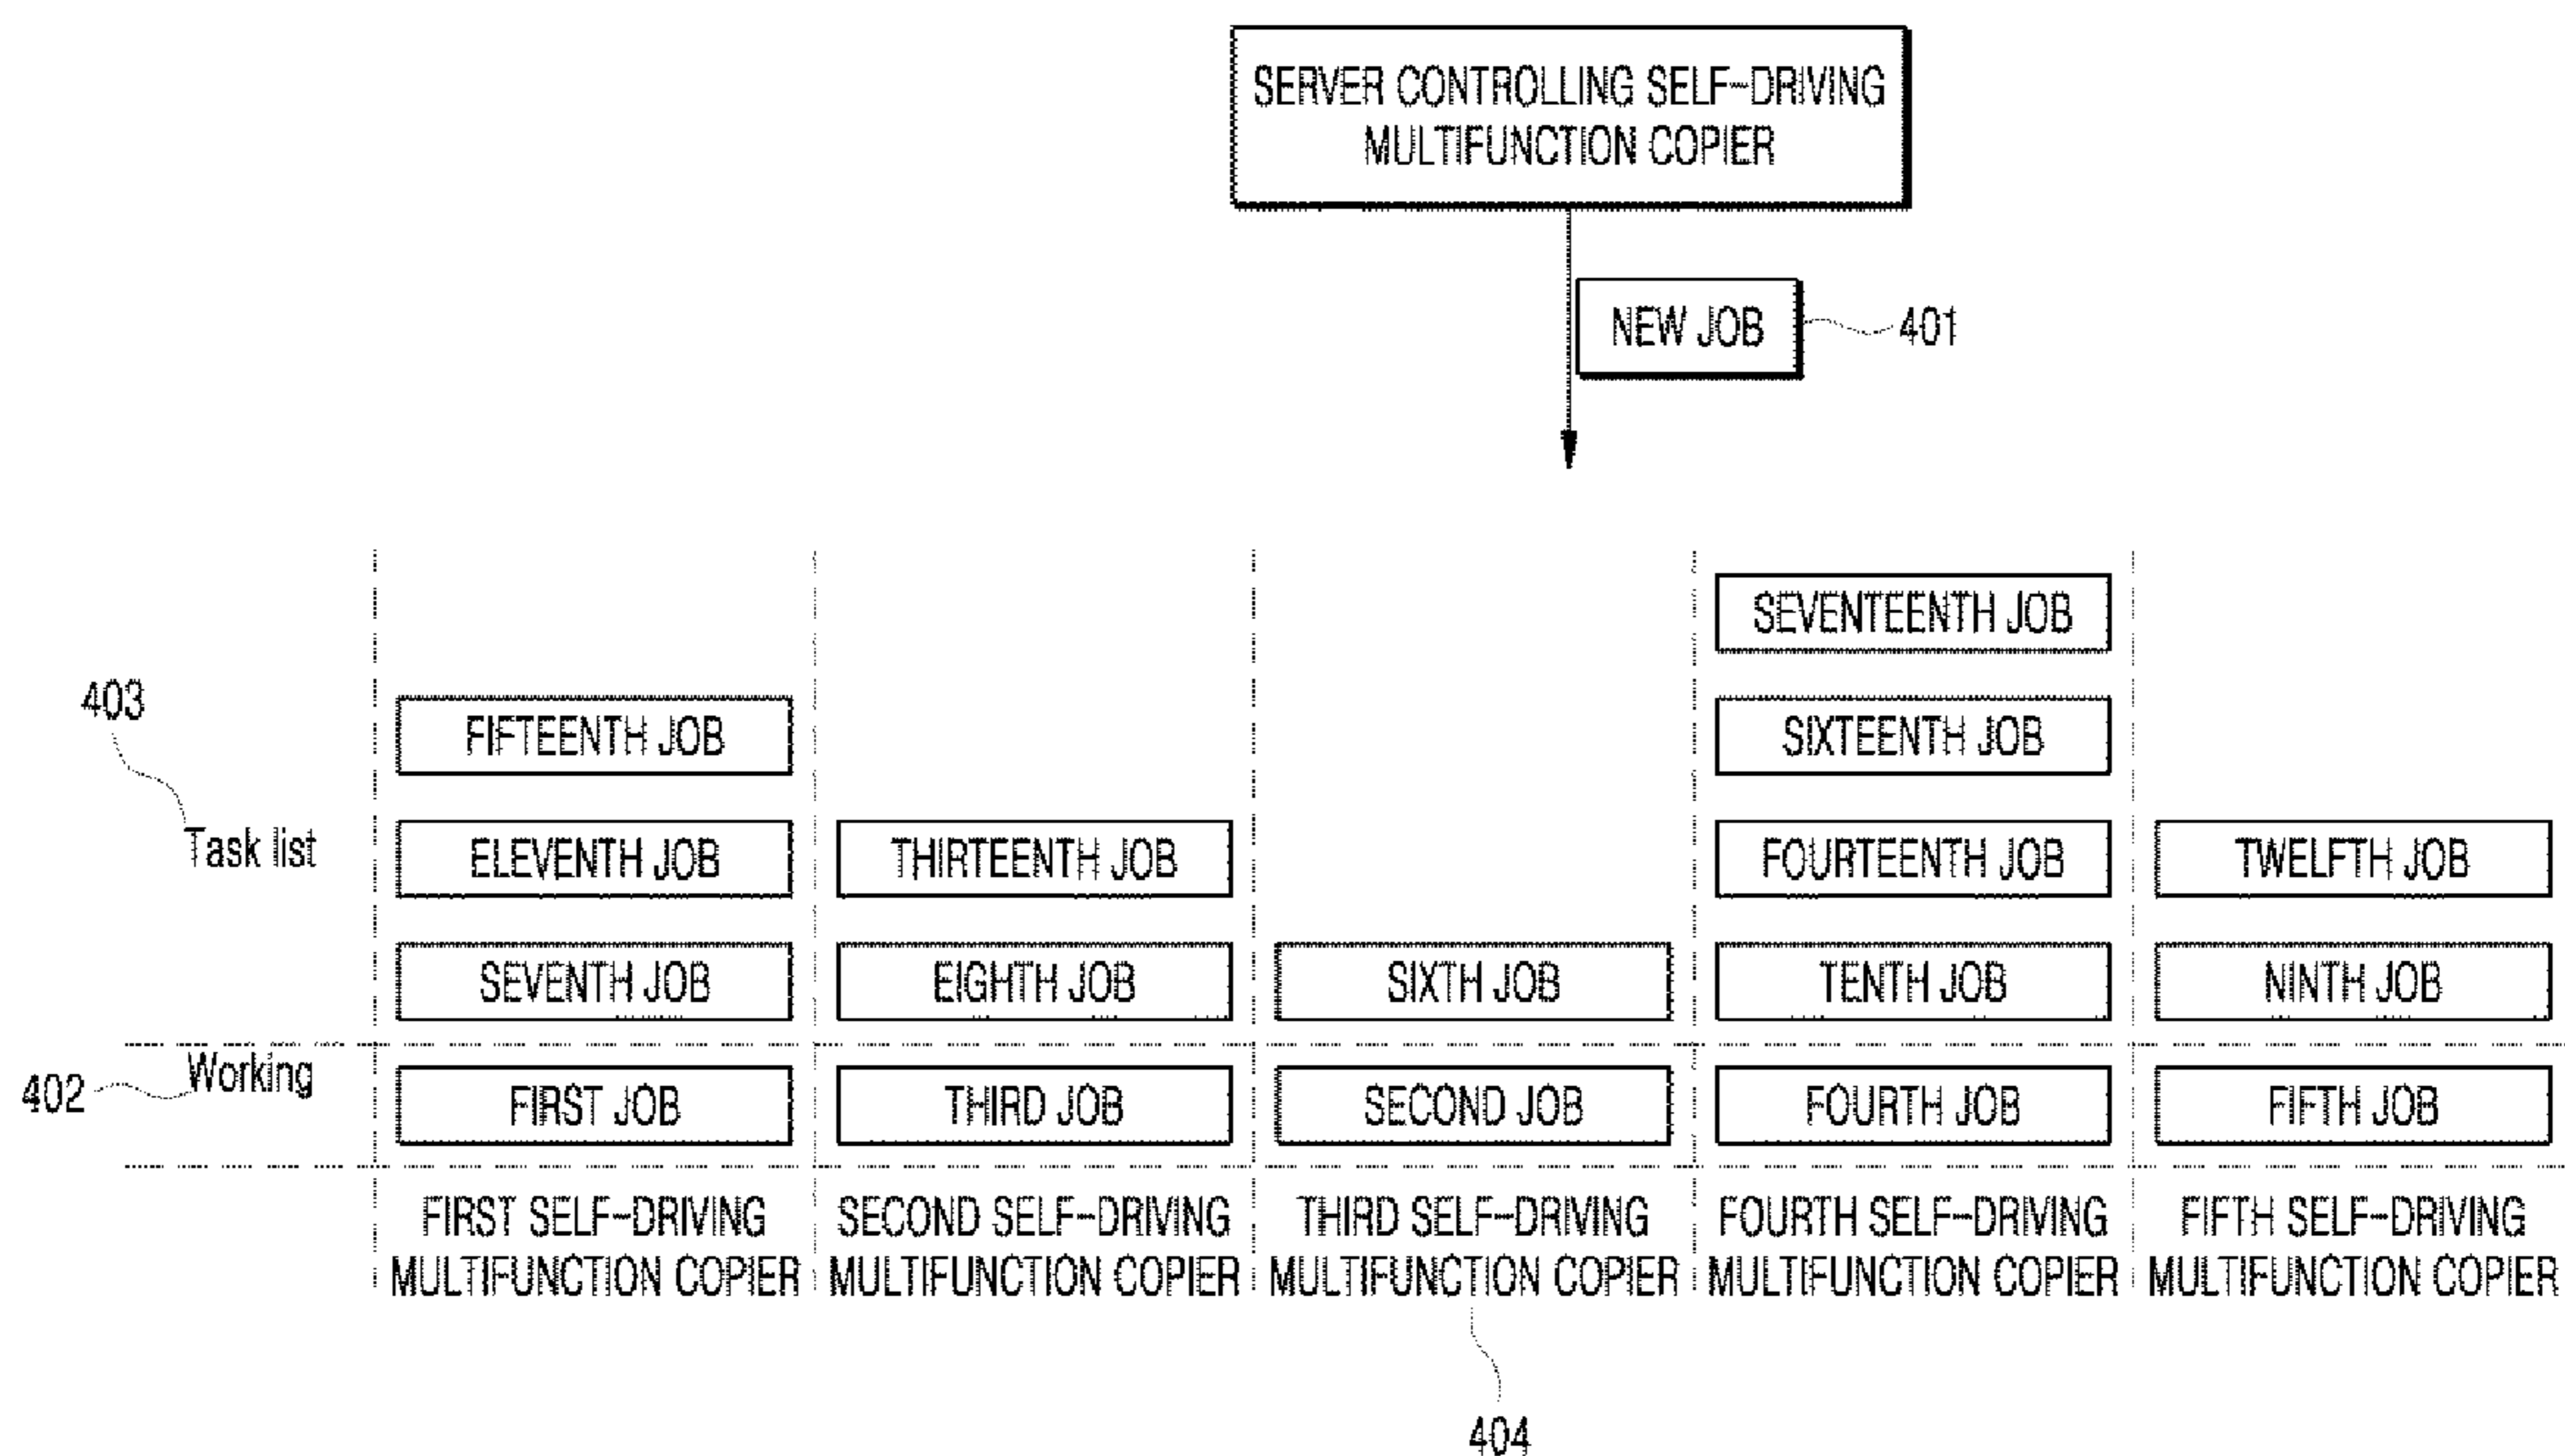 SERVER CONTROLLING SELF-DRIVING
MULTIFUNCTION COPIER
NEW JOB
401
SEVENTEENTH JOB
403
FIFTEENTH JOB
SIXTEENTH JOB
Task list
ELEVENTH JOB
THIRTEENTH JOB
FOURTEENTH JOB
TWELFTH JOB
SEVENTH JOB
EIGHTH JOB
SIXTH JOB
TENTH JOB
NINTH JOB
402
Working
FIRST JOB
THIRD JOB
SECOND JOB
FOURTH JOB
FIFTH JOB
FIRST SELF-DRIVING
MULTIFUNCTION COPIER
SECOND SELF-DRIVING
MULTIFUNCTION COPIER
THIRD SELF-DRIVING
MULTIFUNCTION COPIER
FOURTH SELF-DRIVING
MULTIFUNCTION COPIER
FIFTH SELF-DRIVING
MULTIFUNCTION COPIER
404